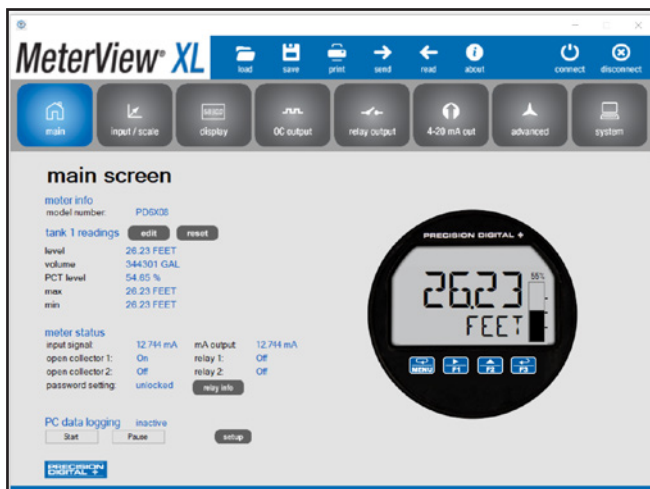 MeterView® XL
load save print send read about connect disconnect
main input / scale display OC output relay output 4-20 mA out advanced system
main screen
meter info
model number: PD6X08
tank 1 readings edit reset
level 26.23 FEET
volume 344301 GAL
PCT level 54.65 %
max 26.23 FEET
min 26.23 FEET
meter status
input signal: 12.744 mA mA output: 12.744 mA
open collector 1: On relay 1: Off
open collector 2: Off relay 2: Off
password setting: unlocked relay info
PC data logging inactive
Start Pause setup
PRECISION
DIGITAL
PRECISION DIGITAL
26.23
55%
FEET
MENU F1 F2 F3